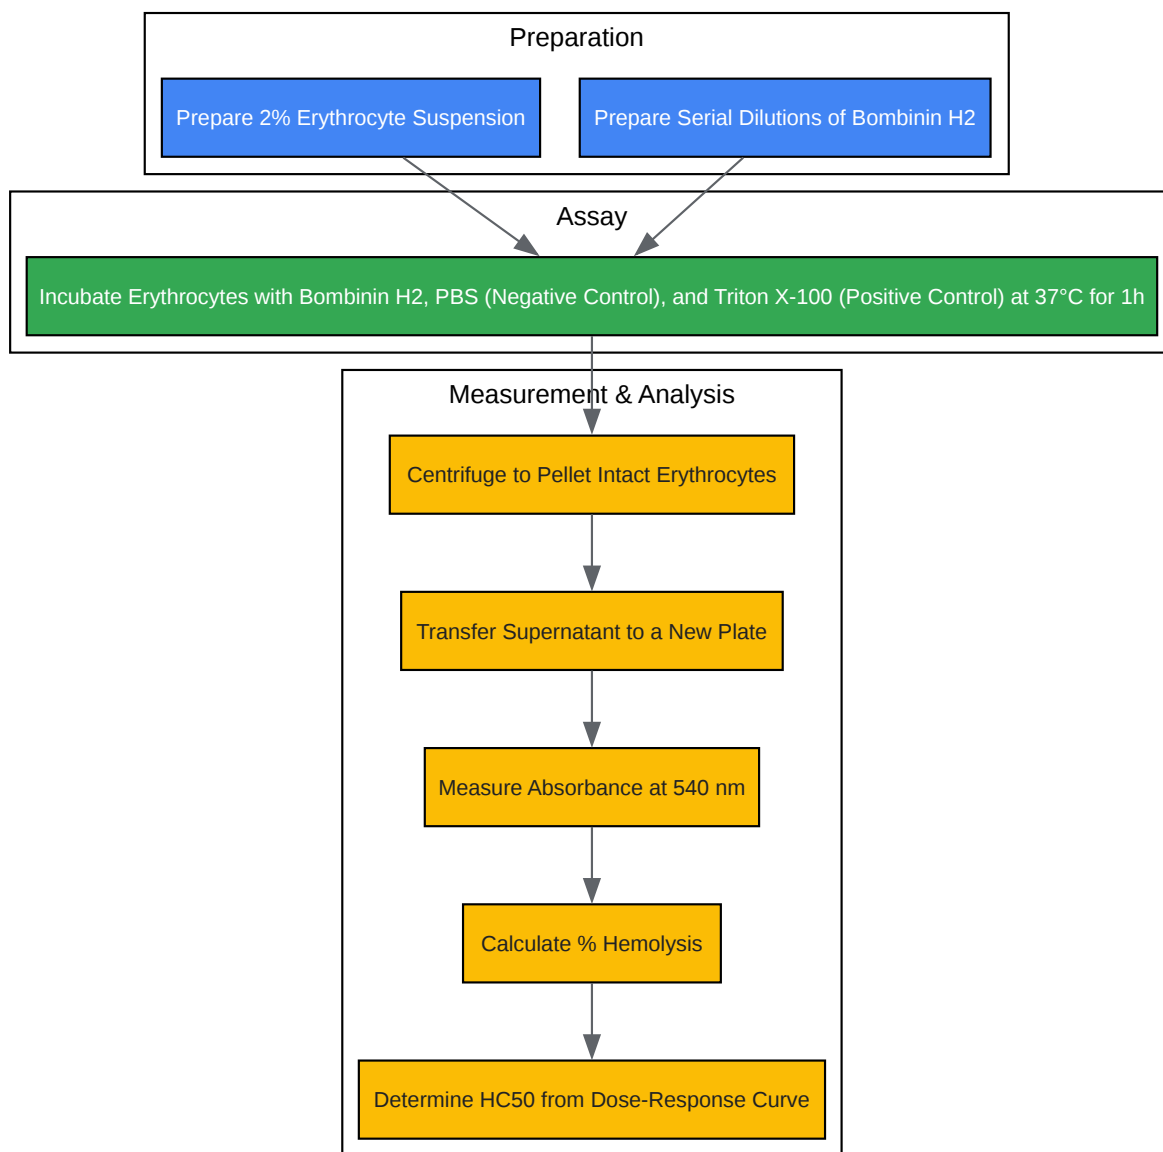 Preparation
Prepare 2% Erythrocyte Suspension
Prepare Serial Dilutions of Bombinin H2
Assay
Incubate Erythrocytes with Bombinin H2, PBS (Negative Control), and Triton X-100 (Positive Control) at 37°C for 1h
Measurement & Analysis
Centrifuge to Pellet Intact Erythrocytes
Transfer Supernatant to a New Plate
Measure Absorbance at 540 nm
Calculate % Hemolysis
Determine HC50 from Dose-Response Curve